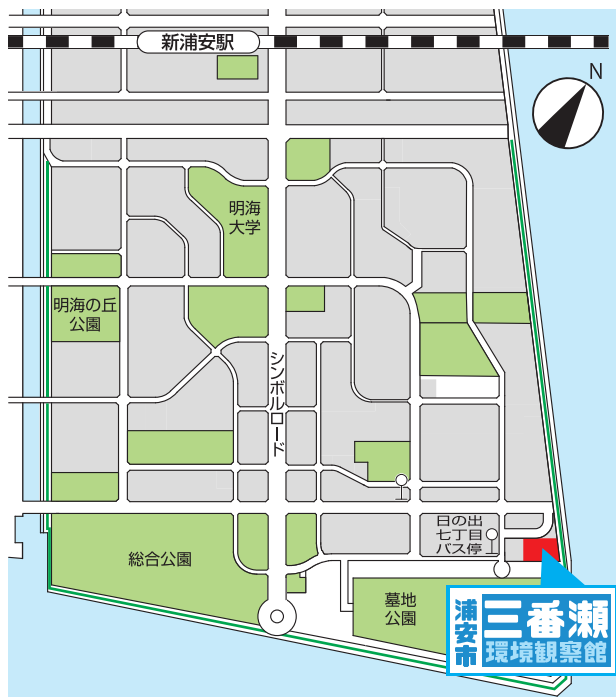 新浦安駅
N
明海
大学
明海の丘
公園
シンボルロード
日の出
七丁目
バス停
総合公園
墓地
公園
浦安市
三番瀬
環境観察館